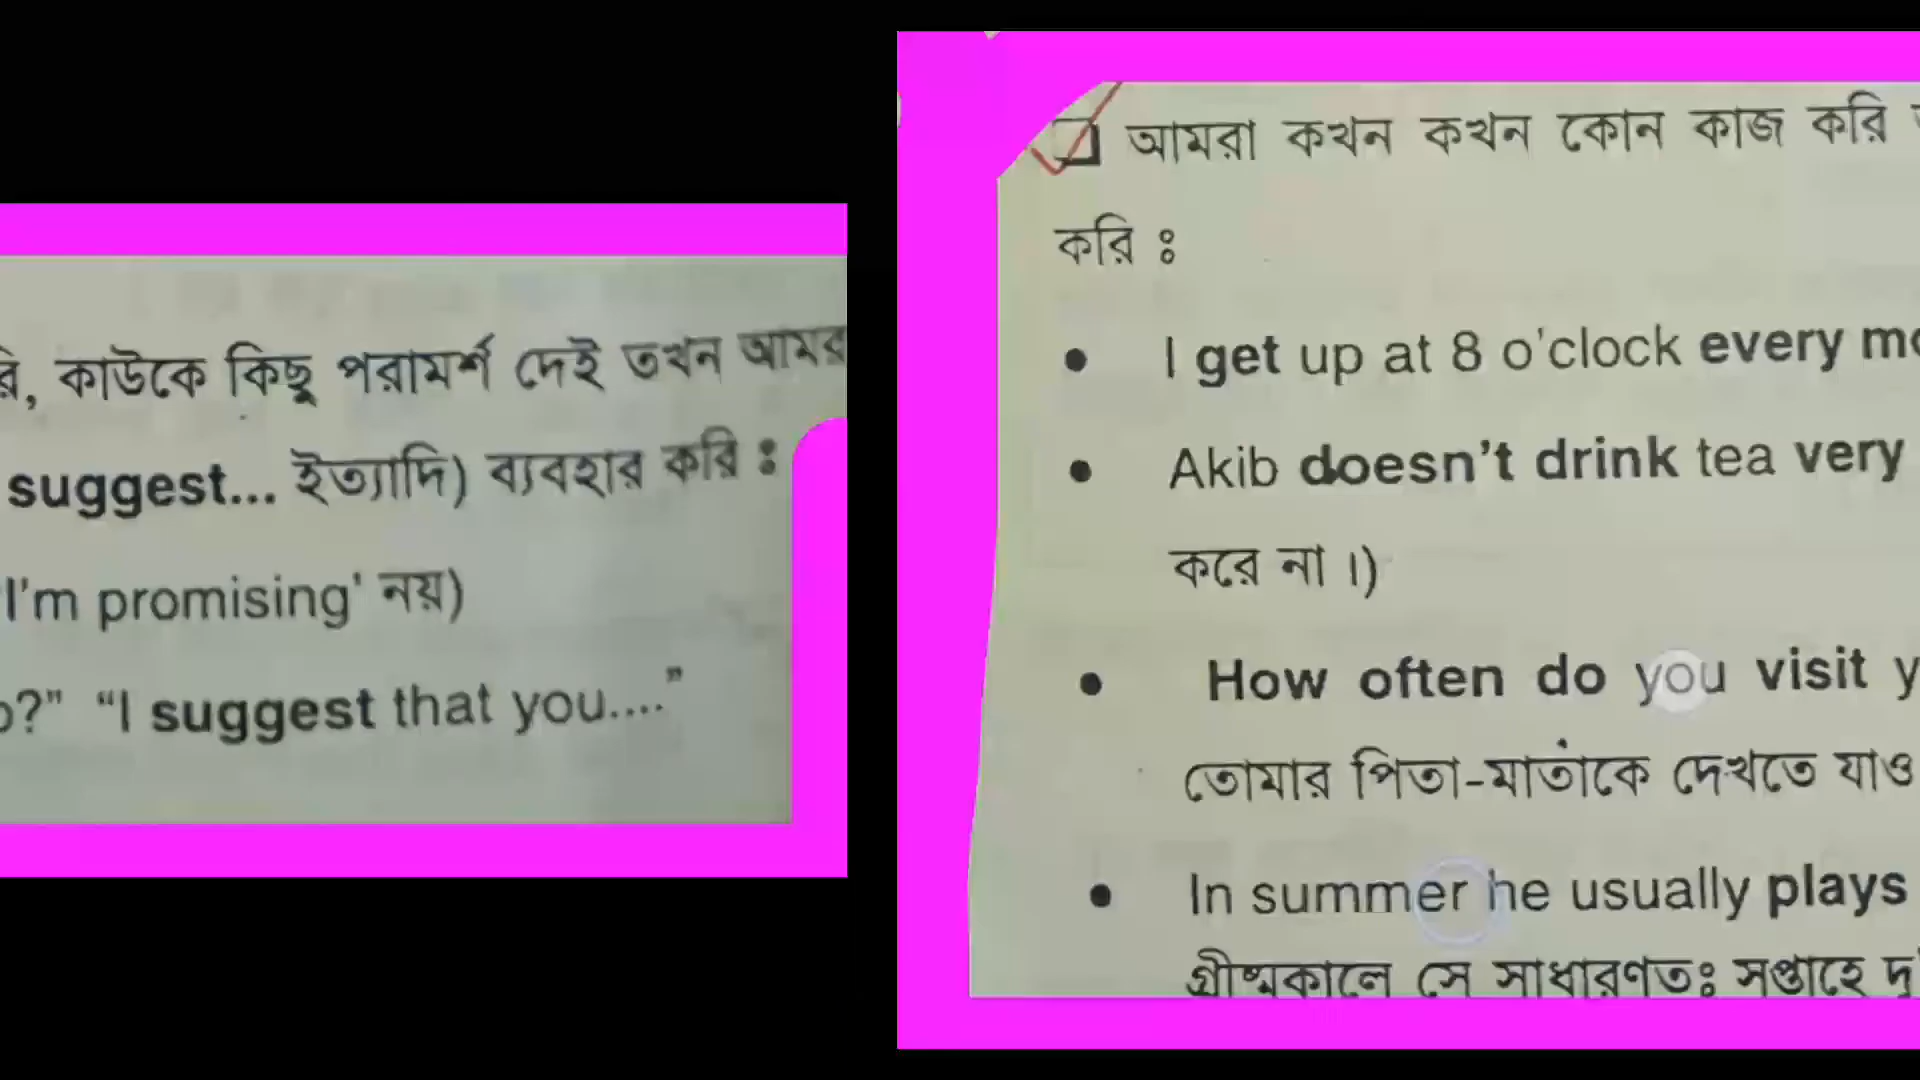 কাউকে কিছু পরামর্শ দেই তখন
suggest... ইত্যাদি) ব্যবহার করি ঃ
I'm promising' নয়)
“I suggest that you....”
আমরা কখন কখন কোন কাজ করি
করি ঃ
• I get up at 8 o'clock every
• Akib doesn't drink tea very
করে না ।)
• How often do you visit
তোমার পিতা-মাতাকে দেখতে যাও
• In summer he usually plays
গ্রীষ্মকালে সে সাধারণতঃ সপ্তাহে